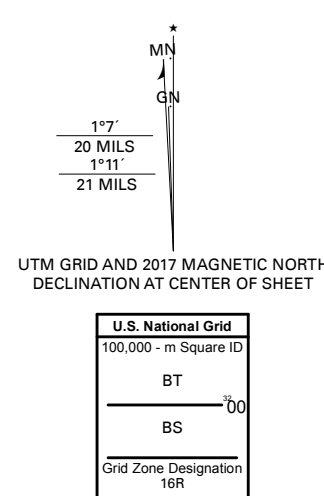 ★
MN
GN
1°7´
20 MILS
1°11´
21 MILS
UTM GRID AND 2017 MAGNETIC NORTH
DECLINATION AT CENTER OF SHEET
U.S. National Grid
100,000 - m Square ID
BT
3200
BS
Grid Zone Designation
16R